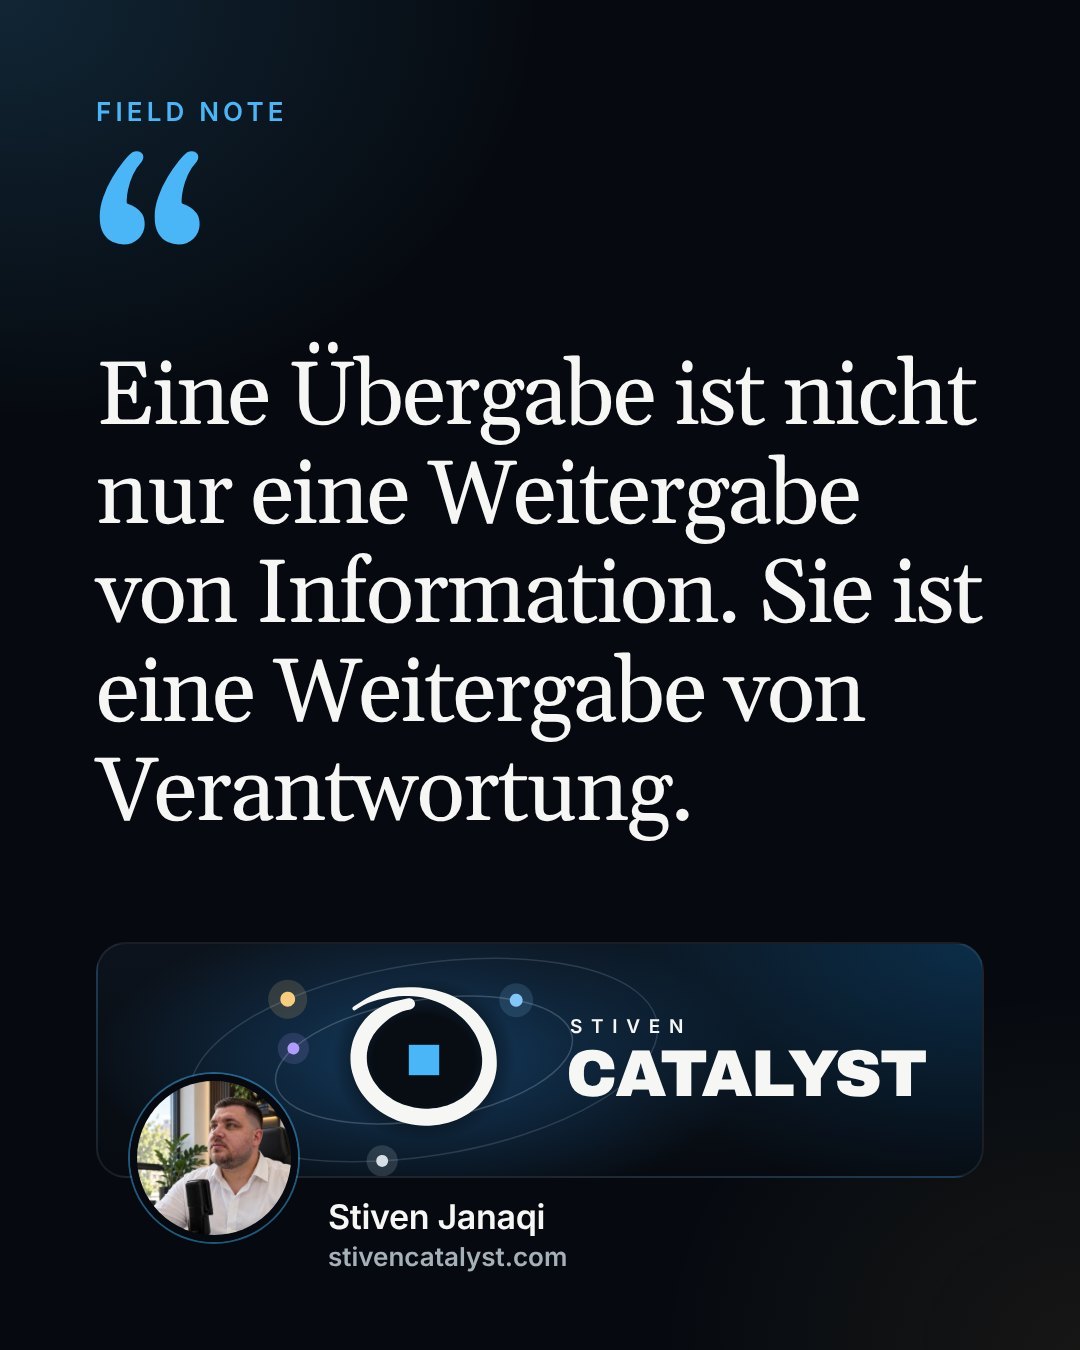 FIELD NOTE
“
Eine Übergabe ist nicht
nur eine Weitergabe
von Information. Sie ist
eine Weitergabe von
Verantwortung.
STIVEN
CATALYST
Stiven Janaqi
stivencatalyst.com